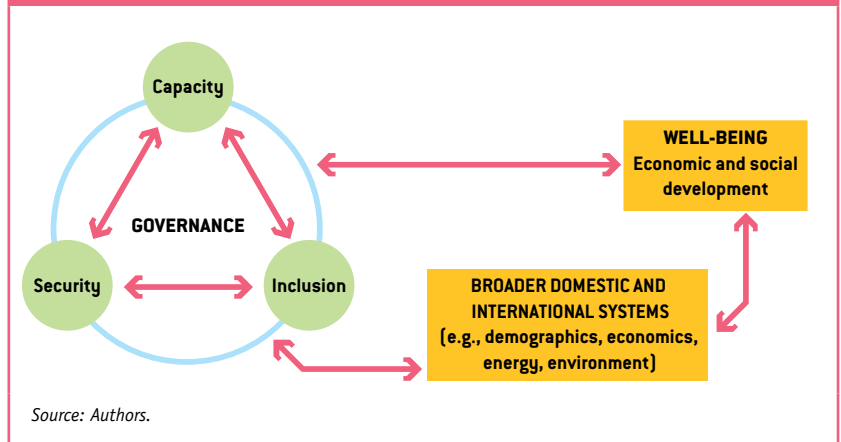 Capacity
GOVERNANCE
Security
Inclusion
WELL-BEING
Economic and social
development
BROADER DOMESTIC AND
INTERNATIONAL SYSTEMS
(e.g., demographics, economics,
energy, environment)
Source: Authors.